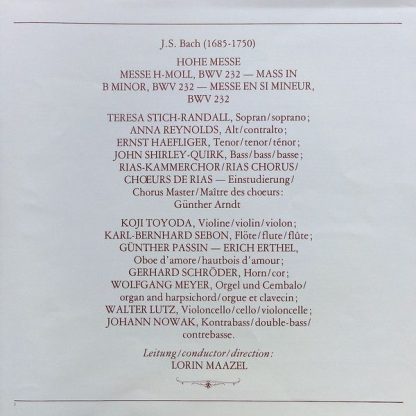 J.S. Bach (1685-1750)
HOHE MESSE
MESSE H-MOLL, BWV 232 — MASS IN
B MINOR, BWV 232 — MESSE EN SI MINEUR,
BWV 232
TERESA STICH-RANDALL, Sopran/soprano;
ANNA REYNOLDS, Alt/contralto;
ERNST HAEFLIGER, Tenor/tenor/ténor;
JOHN SHIRLEY-QUIRK, Bass/bass/basse;
RIAS-KAMMERCHOR/RIAS CHORUS/
CHŒURS DE RIAS — Einstudierung/
Chorus Master/Maître des choeurs:
Günther Arndt
KOJI TOYODA, Violine/violin/violon;
KARL-BERNHARD SEBON, Flöte/flute/flûte;
GÜNTHER PASSIN — ERICH ERTHEL,
Oboe d'amore/hautbois d'amour;
GERHARD SCHRÖDER, Horn/cor;
WOLFGANG MEYER, Orgel und Cembalo/
organ and harpsichord/orgue et clavecin;
WALTER LUTZ, Violoncello/cello/violoncelle;
JOHANN NOWAK, Kontrabass/double-bass/
contrebasse.
Leitung/conductor/direction:
LORIN MAAZEL